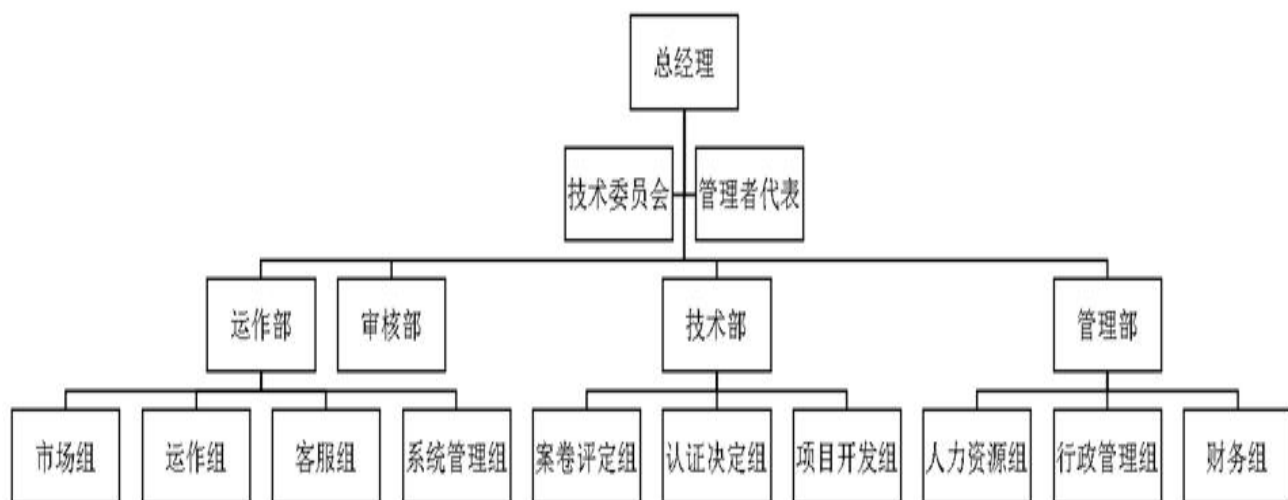 总经理
技术委员会
管理者代表
运作部
审核部
技术部
管理部
市场组
运作组
客服组
系统管理组
案卷评定组
认证决定组
项目开发组
人力资源组
行政管理组
财务组